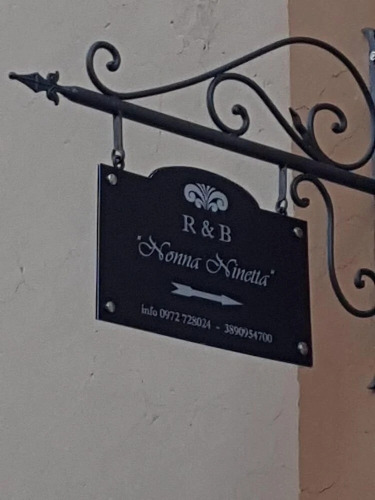 R & B
"Nonna Ninetta"
Info 0972 728024 - 3890954700